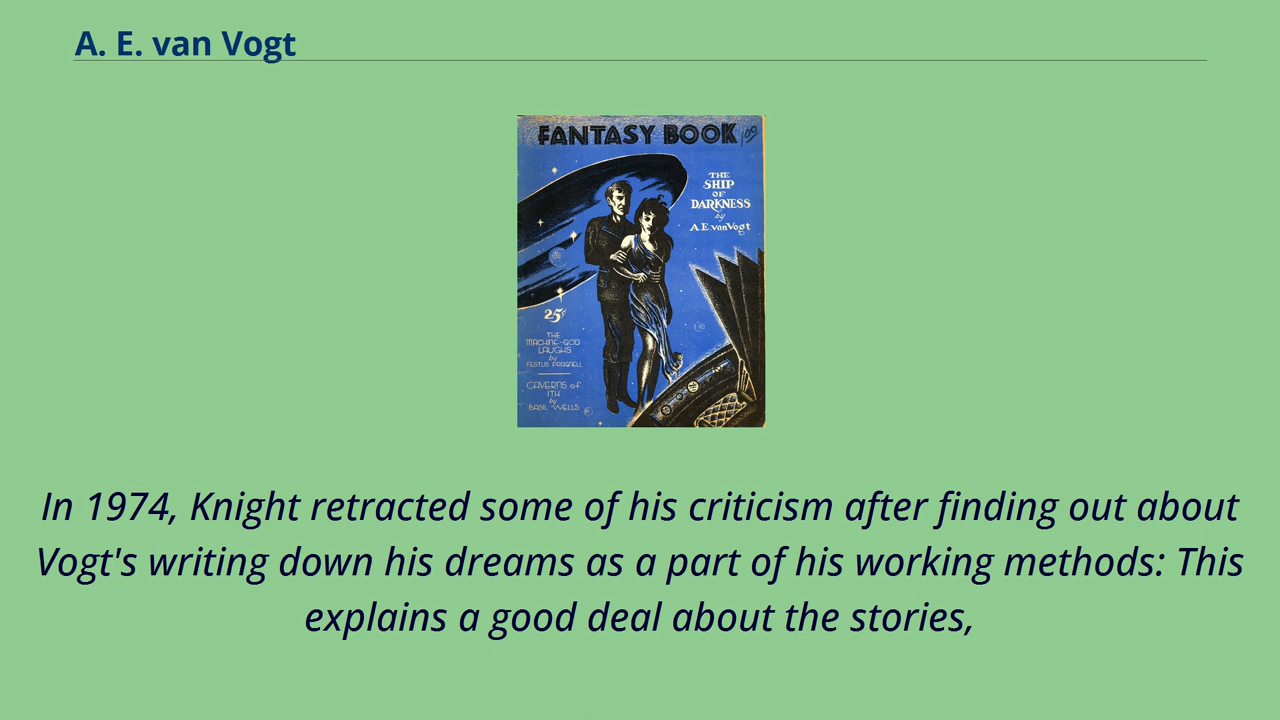 A. E. van Vogt
FANTASY BOOK
100
THE
SHIP
OF
DARKNESS
by
A.E.vanVogt
25¢
THE
MACHINE-GOD
LAUGHS
by
FESTUS PRAGNELL
CAVERNS of
ITH
by
BASIL WELLS
In 1974, Knight retracted some of his criticism after finding out about
Vogt's writing down his dreams as a part of his working methods: This
explains a good deal about the stories,